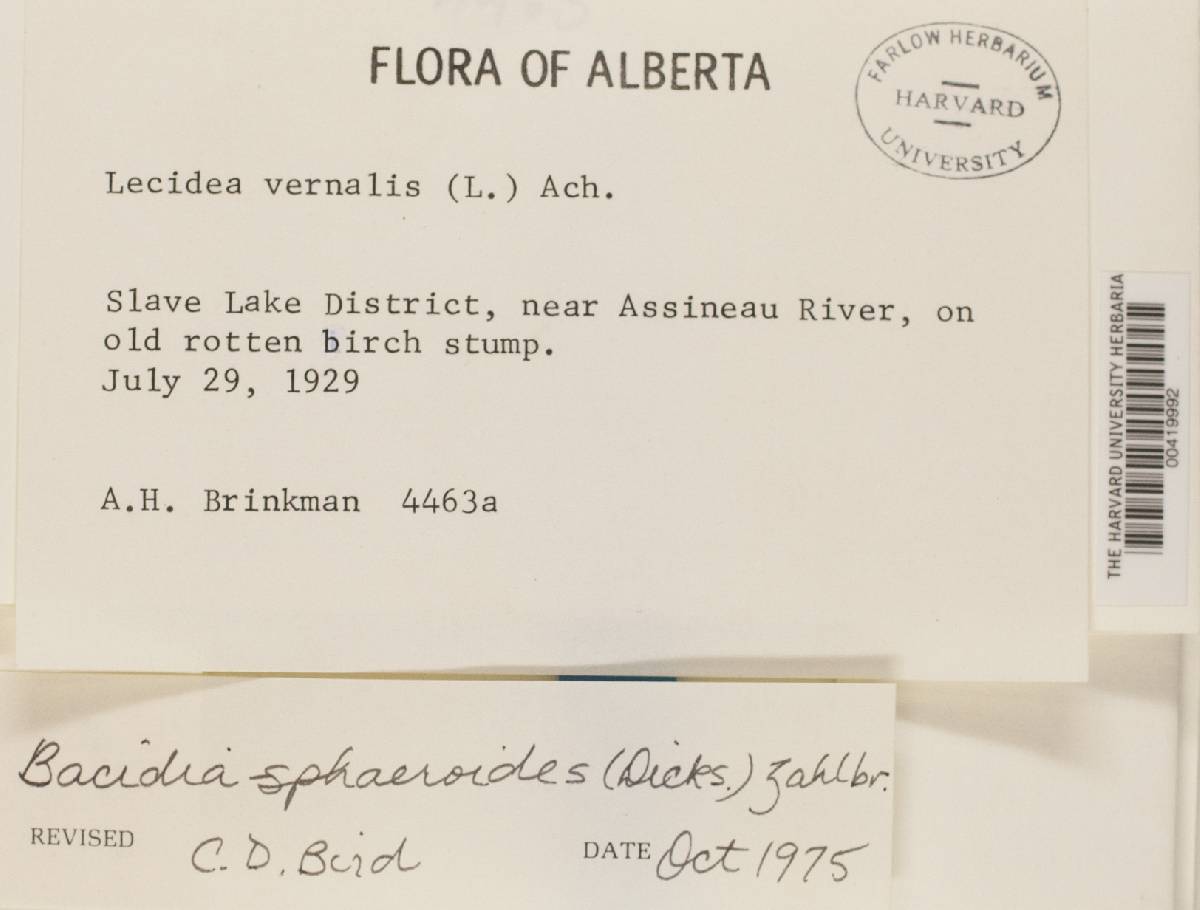 FLORA OF ALBERTA
FARLOW HERBARIUM
HARVARD
UNIVERSITY
Lecidea vernalis (L.) Ach.
Slave Lake District, near Assineau River, on
old rotten birch stump.
July 29, 1929
A.H. Brinkman 4463a
THE HARVARD UNIVERSITY HERBARIA
00419992
Bacidia sphaeroides (Dicks.) Zahlbr.
REVISED C. D. Bird DATE Oct 1975